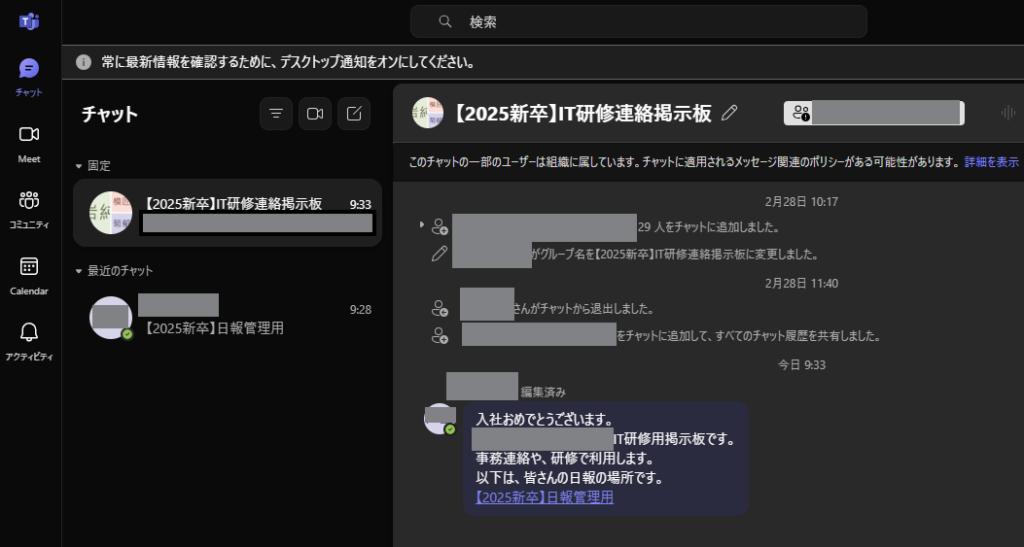 検索
常に最新情報を確認するために、デスクトップ通知をオンにしてください。
チャット
Meet
コミュニティ
Calendar
アクティビティ
チャット
固定
【2025新卒】IT研修連絡掲示板 9:33
最近のチャット
9:28
【2025新卒】日報管理用
【2025新卒】IT研修連絡掲示板
このチャットの一部のユーザーは組織に属しています。チャットに適用されるメッセージ関連のポリシーがある可能性があります。 詳細を表示
2月28日 10:17
29 人をチャットに追加しました。
がグループ名を【2025新卒】IT研修連絡掲示板に変更しました。
2月28日 11:40
さんがチャットから退出しました。
をチャットに追加して、すべてのチャット履歴を共有しました。
今日 9:33
編集済み
入社おめでとうございます。
IT研修用掲示板です。
事務連絡や、研修で利用します。
以下は、皆さんの日報の場所です。
【2025新卒】日報管理用